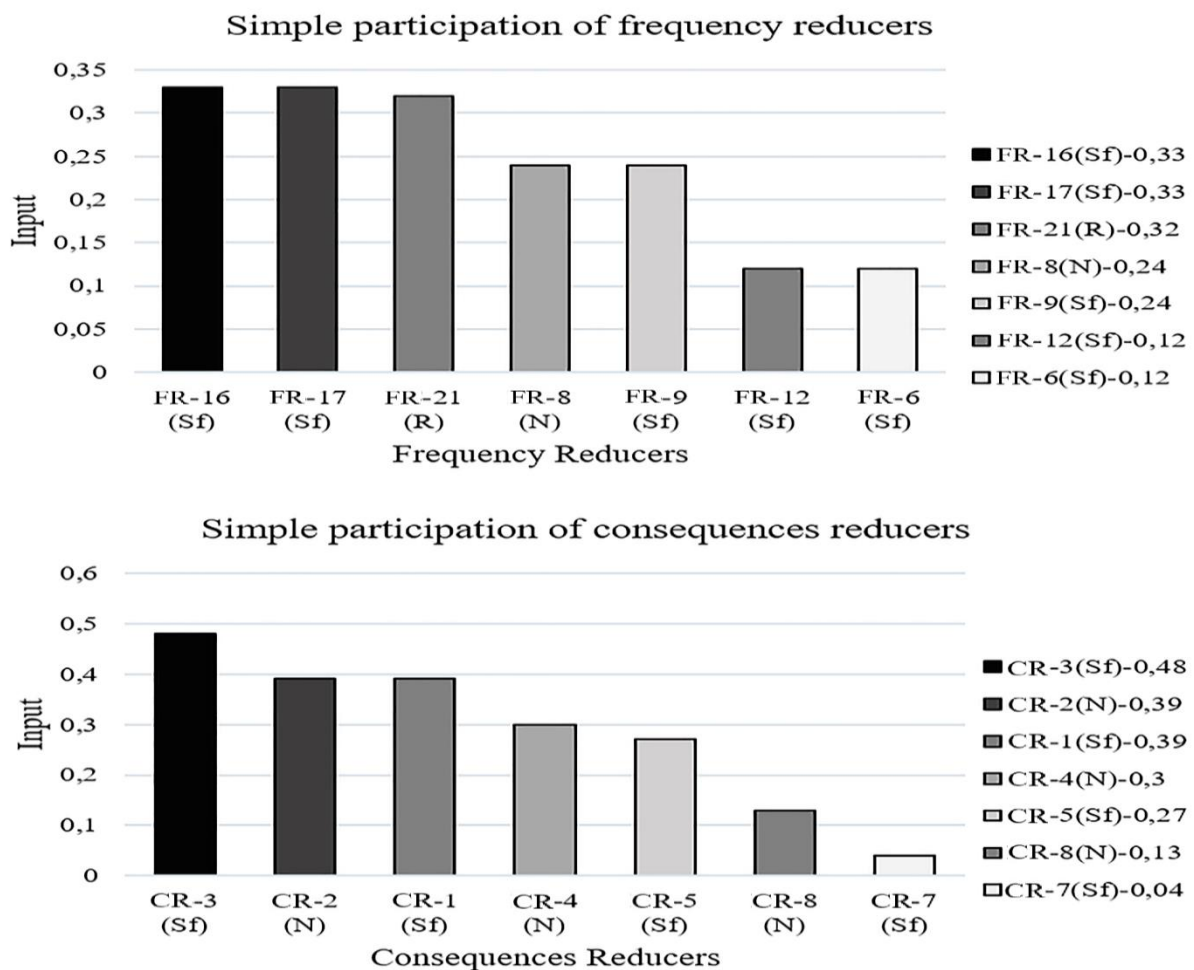 Simple participation of frequency reducers
Input
0,35
0,3
0,25
0,2
0,15
0,1
0,05
0
FR-16 (Sf)
FR-17 (Sf)
FR-21 (R)
FR-8 (N)
FR-9 (Sf)
FR-12 (Sf)
FR-6 (Sf)
Frequency Reducers
FR-16(Sf)-0,33
FR-17(Sf)-0,33
FR-21(R)-0,32
FR-8(N)-0,24
FR-9(Sf)-0,24
FR-12(Sf)-0,12
FR-6(Sf)-0,12
Simple participation of consequences reducers
Input
0,6
0,5
0,4
0,3
0,2
0,1
0
CR-3 (Sf)
CR-2 (N)
CR-1 (Sf)
CR-4 (N)
CR-5 (Sf)
CR-8 (N)
CR-7 (Sf)
Consequences Reducers
CR-3(Sf)-0,48
CR-2(N)-0,39
CR-1(Sf)-0,39
CR-4(N)-0,3
CR-5(Sf)-0,27
CR-8(N)-0,13
CR-7(Sf)-0,04